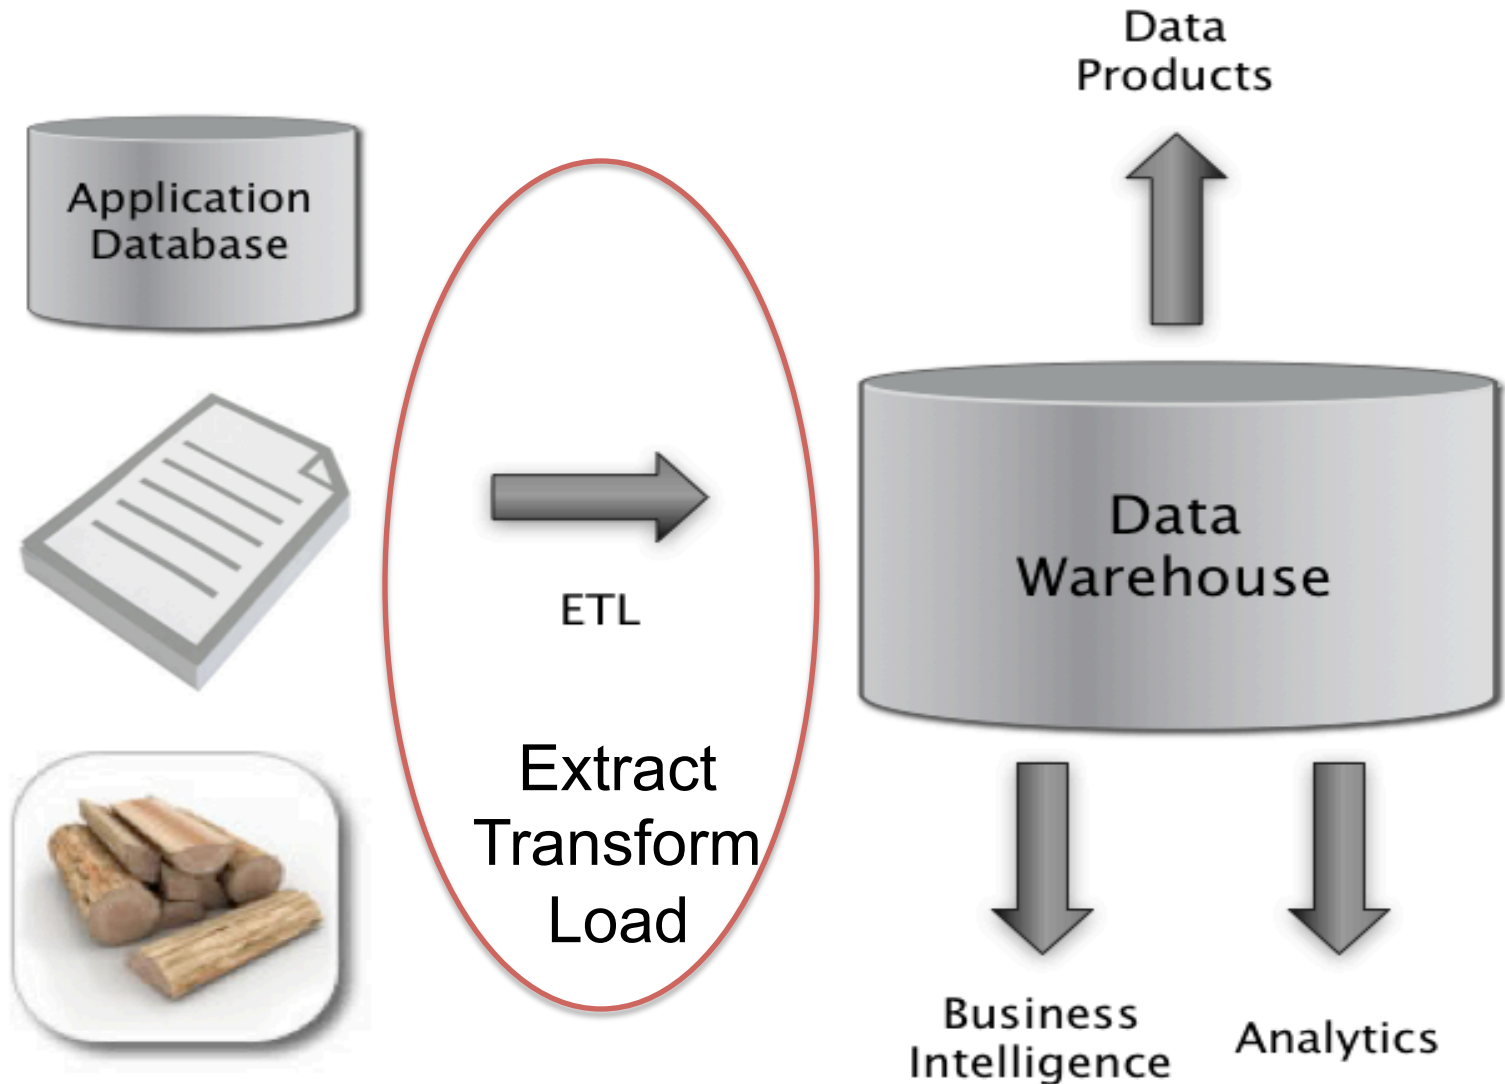 Data
Products
Application
Database
ETL
Extract
Transform
Load
Data
Warehouse
Business
Intelligence
Analytics